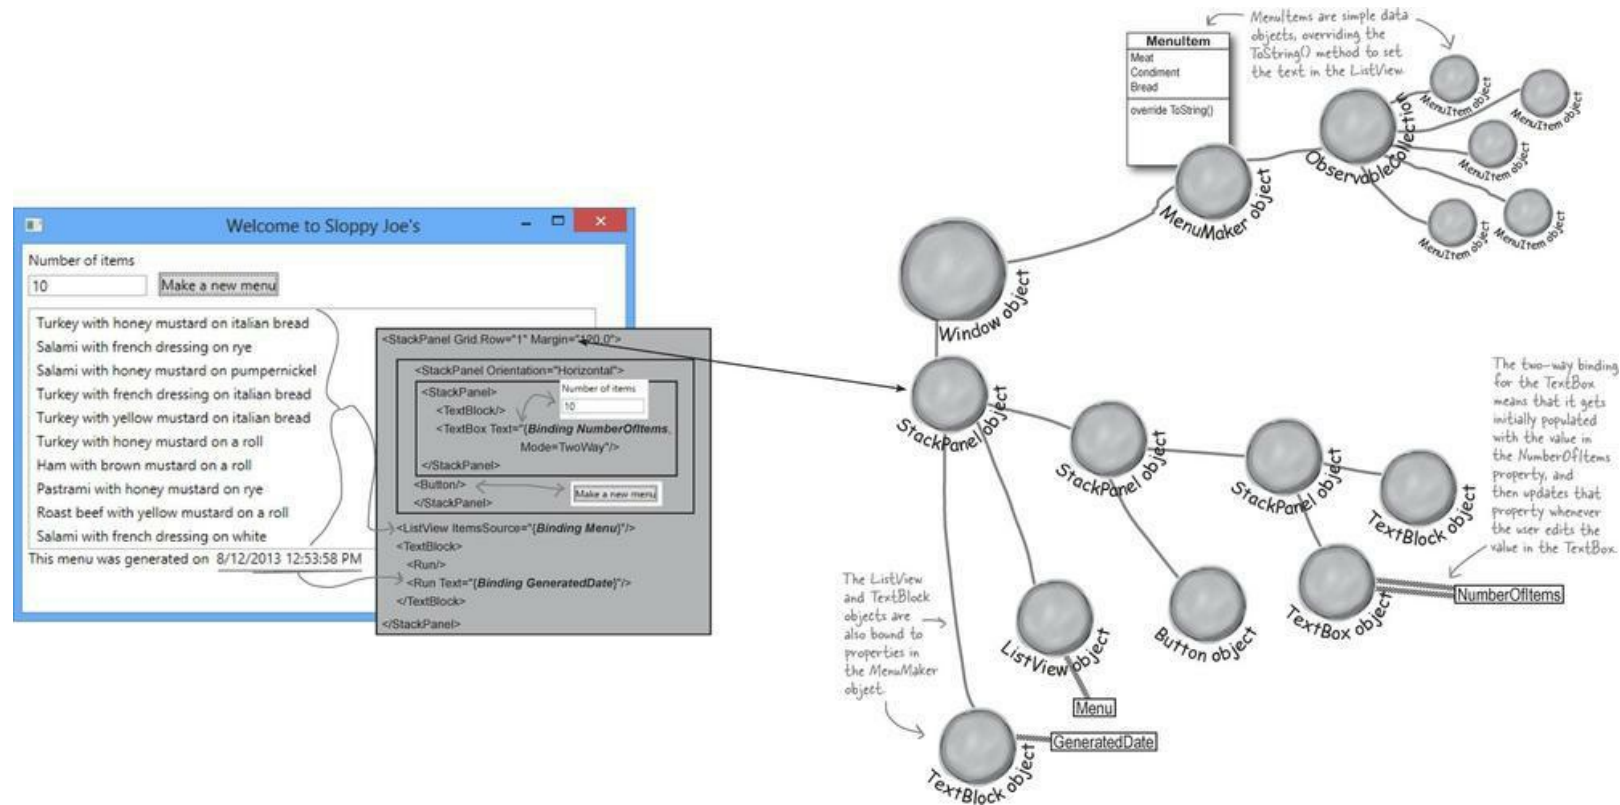 Welcome to Sloppy Joe's
Number of items
10
Make a new menu
Turkey with honey mustard on italian bread
Salami with french dressing on rye
Salami with honey mustard on pumpernickel
Turkey with french dressing on italian bread
Turkey with yellow mustard on italian bread
Turkey with honey mustard on a roll
Ham with brown mustard on a roll
Pastrami with honey mustard on rye
Roast beef with yellow mustard on a roll
Salami with french dressing on white
This menu was generated on 8/12/2013 12:53:58 PM
<StackPanel Grid.Row="1" Margin="120,0">
<StackPanel Orientation="Horizontal">
<StackPanel>
Number of items
10
<TextBlock/>
<TextBox Text="{Binding NumberOfItems,
Mode=TwoWay"/>
</StackPanel>
<Button/>
Make a new menu
</StackPanel>
<ListView ItemsSource="{Binding Menu}"/>
<TextBlock>
<Run/>
<Run Text="{Binding GeneratedDate}"/>
</TextBlock>
</StackPanel>
MenuItem
Meat
Condiment
Bread
override ToString()
MenuItems are simple data
objects, overriding the
ToString() method to set
the text in the ListView.
MenuItem object
MenuItem object
MenuItem object
MenuItem object
MenuItem object
ObservableCollection
MenuMaker object
Window object
StackPanel object
StackPanel object
StackPanel object
TextBlock object
TextBox object
NumberOfItems
Button object
ListView object
Menu
TextBlock object
GeneratedDate
The two-way binding
for the TextBox
means that it gets
initially populated
with the value in
the NumberOfItems
property, and
then updates that
property whenever
the user edits the
value in the TextBox.
The ListView
and TextBlock
objects are
also bound to
properties in
the MenuMaker
object.